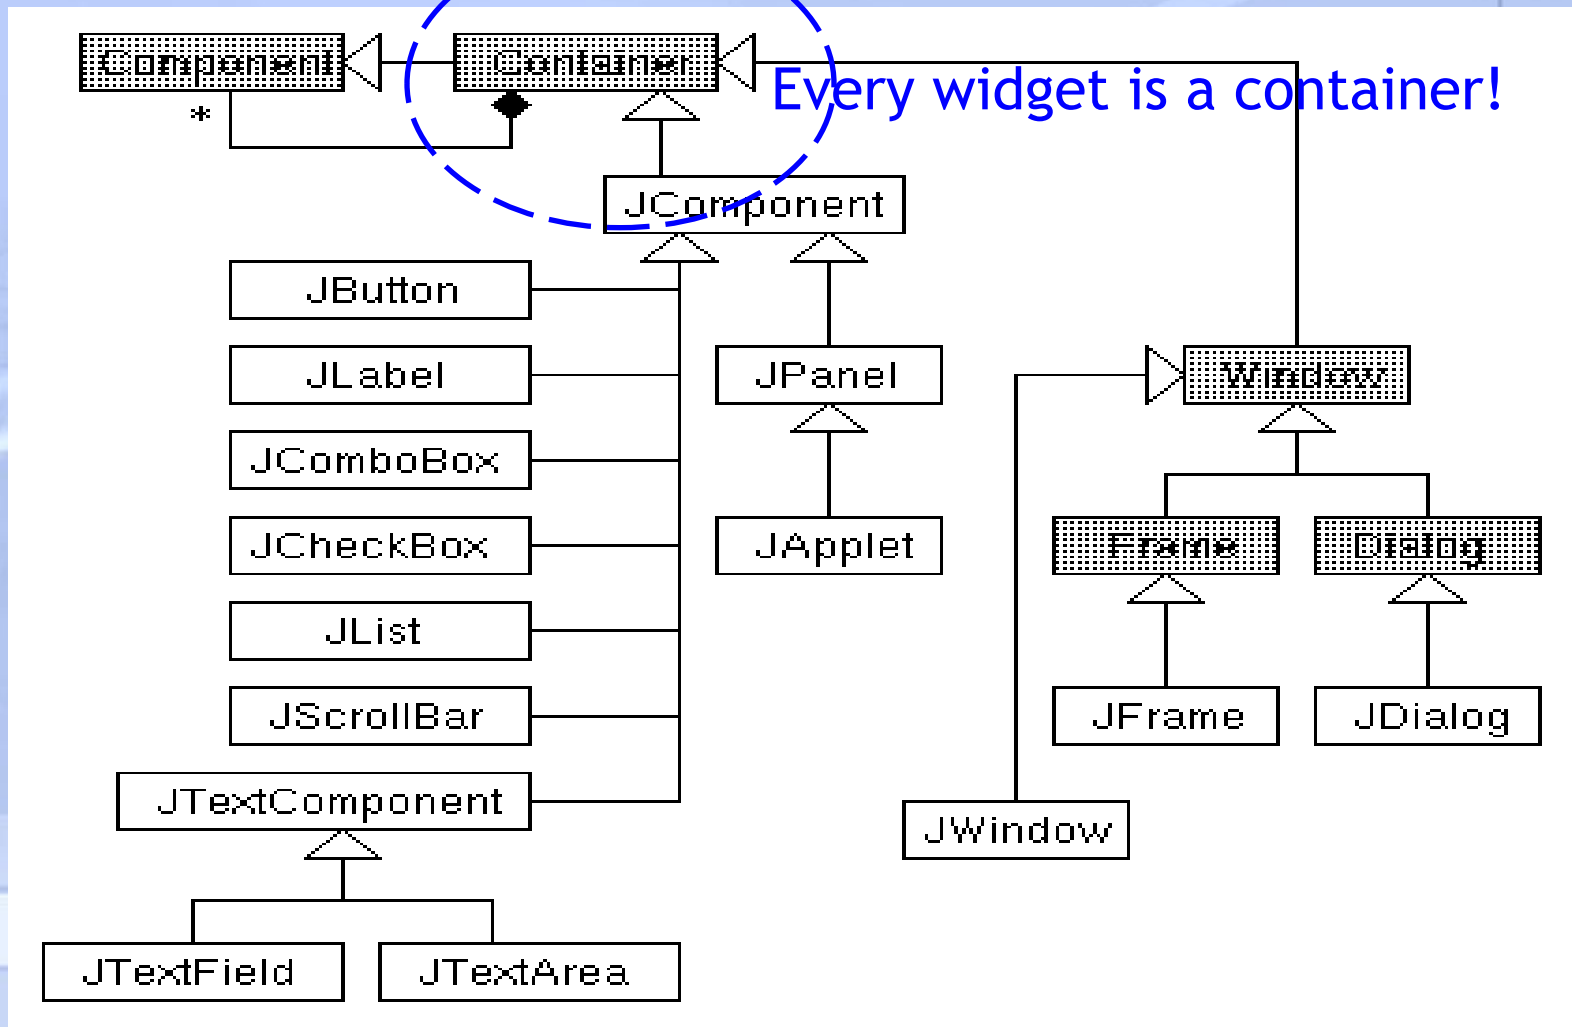 Component
Container
Every widget is a container!
*
JComponent
JButton
JLabel
JPanel
Window
JComboBox
JCheckBox
JApplet
Frame
Dialog
JList
JScrollBar
JFrame
JDialog
JTextComponent
JWindow
JTextField
JTextArea